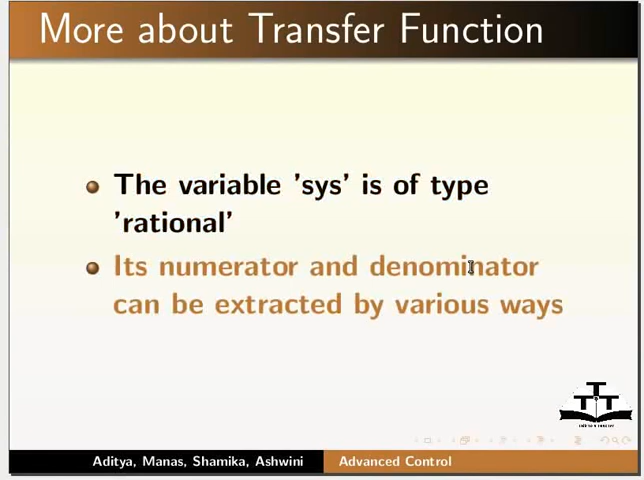 More about Transfer Function
The variable 'sys' is of type
'rational'
Its numerator and denominator
can be extracted by various ways
TTT
Aditya, Manas, Shamika, Ashwini
Advanced Control